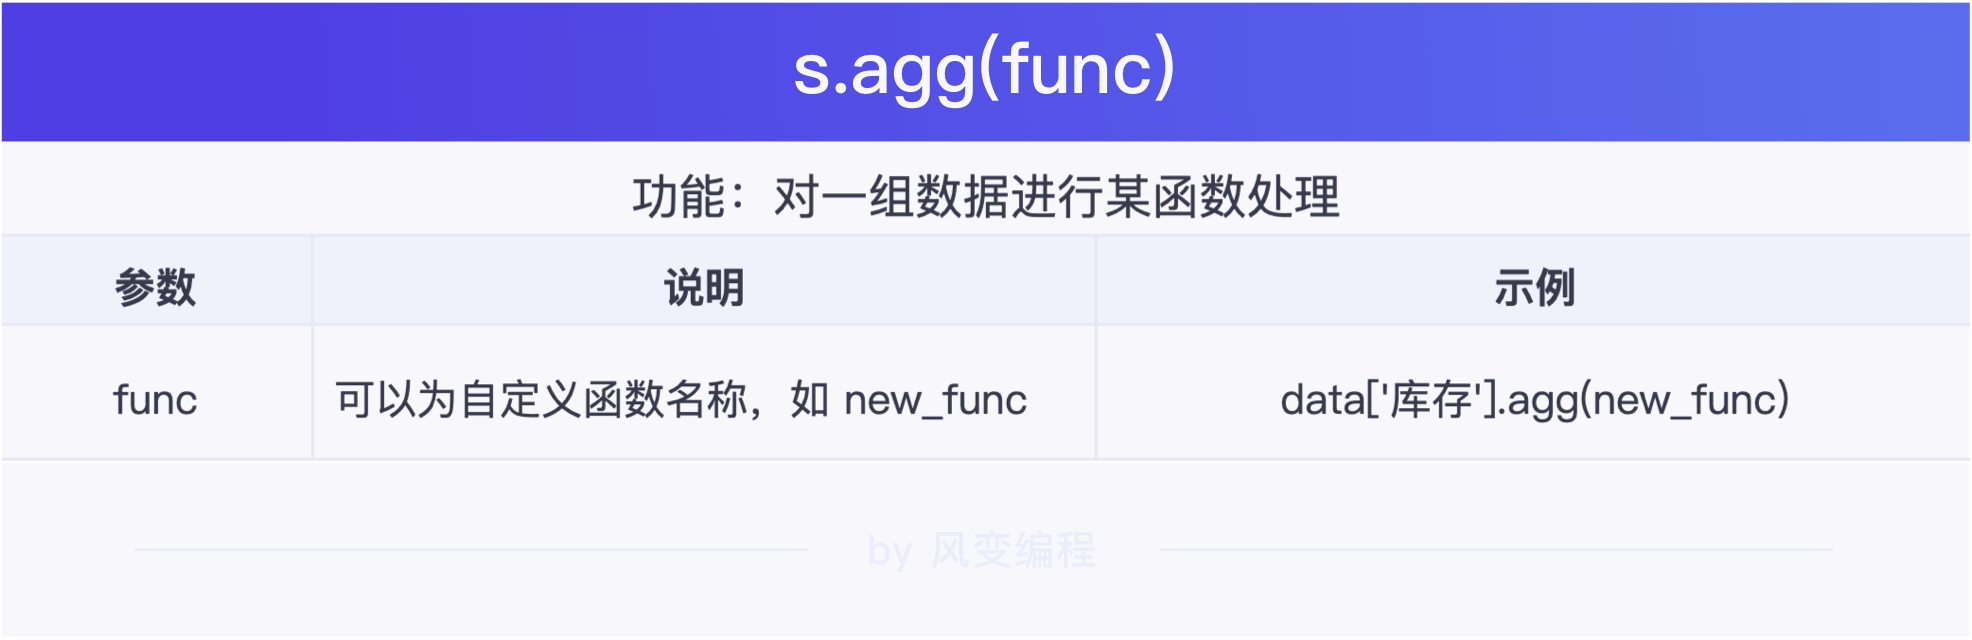 s.agg(func)
功能：对一组数据进行某函数处理
参数 说明 示例
func 可以为自定义函数名称，如 new_func data['库存'].agg(new_func)
by 风变编程